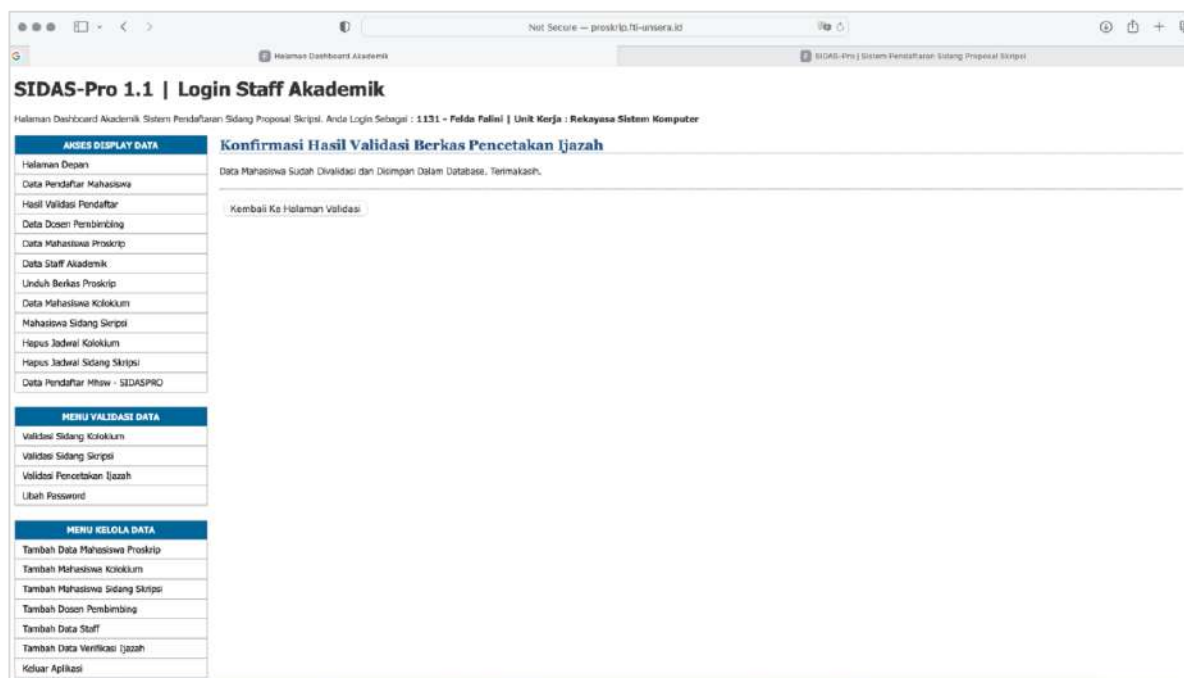 Not Secure — proskrip.fti-unsera.id
G
Halaman Dashboard Akademik
SIDAS-Pro | Sistem Pendaftaran Sidang Proposal Skripsi
SIDAS-Pro 1.1 | Login Staff Akademik
Halaman Dashboard Akademik Sistem Pendaftaran Sidang Proposal Skripsi. Anda Login Sebagai : 1131 - Felda Falini | Unit Kerja : Rekayasa Sistem Komputer
AKSES DISPLAY DATA
Halaman Depan
Data Pendaftar Mahasiswa
Hasil Validasi Pendaftar
Data Dosen Pembimbing
Data Mahasiswa Proskrip
Data Staff Akademik
Unduh Berkas Proskrip
Data Mahasiswa Kolokium
Mahasiswa Sidang Skripsi
Hapus Jadwal Kolokium
Hapus Jadwal Sidang Skripsi
Data Pendaftar Mhsw - SIDASPRO
MENU VALIDASI DATA
Validasi Sidang Kolokium
Validasi Sidang Skripsi
Validasi Pencetakan Ijazah
Ubah Password
MENU KELOLA DATA
Tambah Data Mahasiswa Proskrip
Tambah Mahasiswa Kolokium
Tambah Mahasiswa Sidang Skripsi
Tambah Dosen Pembimbing
Tambah Data Staff
Tambah Data Verifikasi Ijazah
Keluar Aplikasi
Konfirmasi Hasil Validasi Berkas Pencetakan Ijazah
Data Mahasiswa Sudah Divalidasi dan Disimpan Dalam Database. Terimakasih.
Kembali Ke Halaman Validasi